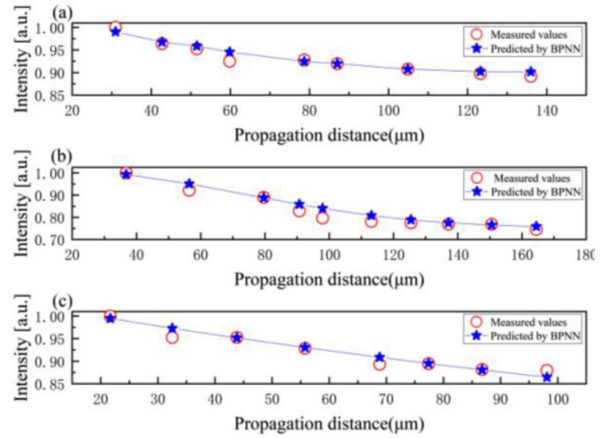 (a)
Intensity [a.u.]
1.00
0.95
0.90
0.85
Measured values
Predicted by BPNN
20 40 60 80 100 120 140
Propagation distance(μm)
(b)
Intensity [a.u.]
1.00
0.90
0.80
0.70
Measured values
Predicted by BPNN
20 40 60 80 100 120 140 160 180
Propagation distance(μm)
(c)
Intensity [a.u.]
1.00
0.95
0.90
0.85
Measured values
Predicted by BPNN
20 30 40 50 60 70 80 90 100
Propagation distance(μm)